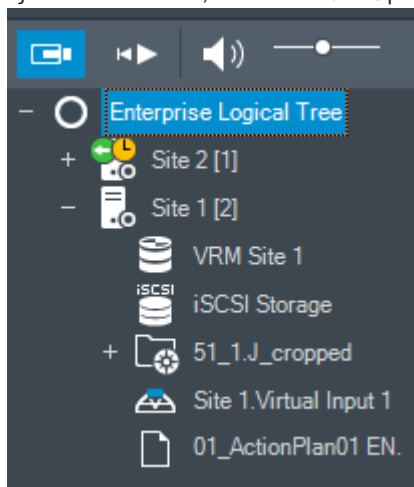 Enterprise Logical Tree
Site 2 [1]
Site 1 [2]
VRM Site 1
iSCSI
iSCSI Storage
51_1.J_cropped
Site 1.Virtual Input 1
01_ActionPlan01 EN.